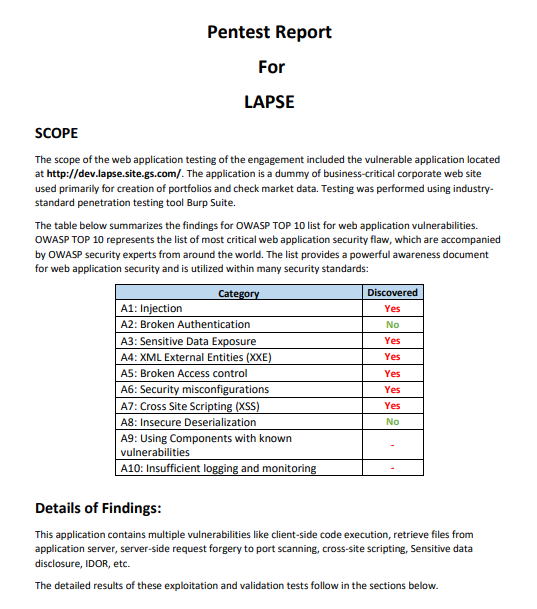 Pentest Report
For
LAPSE
SCOPE
The scope of the web application testing of the engagement included the vulnerable application located
at http://dev.lapse.site.gs.com/. The application is a dummy of business-critical corporate web site
used primarily for creation of portfolios and check market data. Testing was performed using industry-
standard penetration testing tool Burp Suite.
The table below summarizes the findings for OWASP TOP 10 list for web application vulnerabilities.
OWASP TOP 10 represents the list of most critical web application security flaw, which are accompanied
by OWASP security experts from around the world. The list provides a powerful awareness document
for web application security and is utilized within many security standards:
Category Discovered
A1: Injection Yes
A2: Broken Authentication No
A3: Sensitive Data Exposure Yes
A4: XML External Entities (XXE) Yes
A5: Broken Access control Yes
A6: Security misconfigurations Yes
A7: Cross Site Scripting (XSS) Yes
A8: Insecure Deserialization No
A9: Using Components with known
vulnerabilities -
A10: Insufficient logging and monitoring -
Details of Findings:
This application contains multiple vulnerabilities like client-side code execution, retrieve files from
application server, server-side request forgery to port scanning, cross-site scripting, Sensitive data
disclosure, IDOR, etc.
The detailed results of these exploitation and validation tests follow in the sections below.